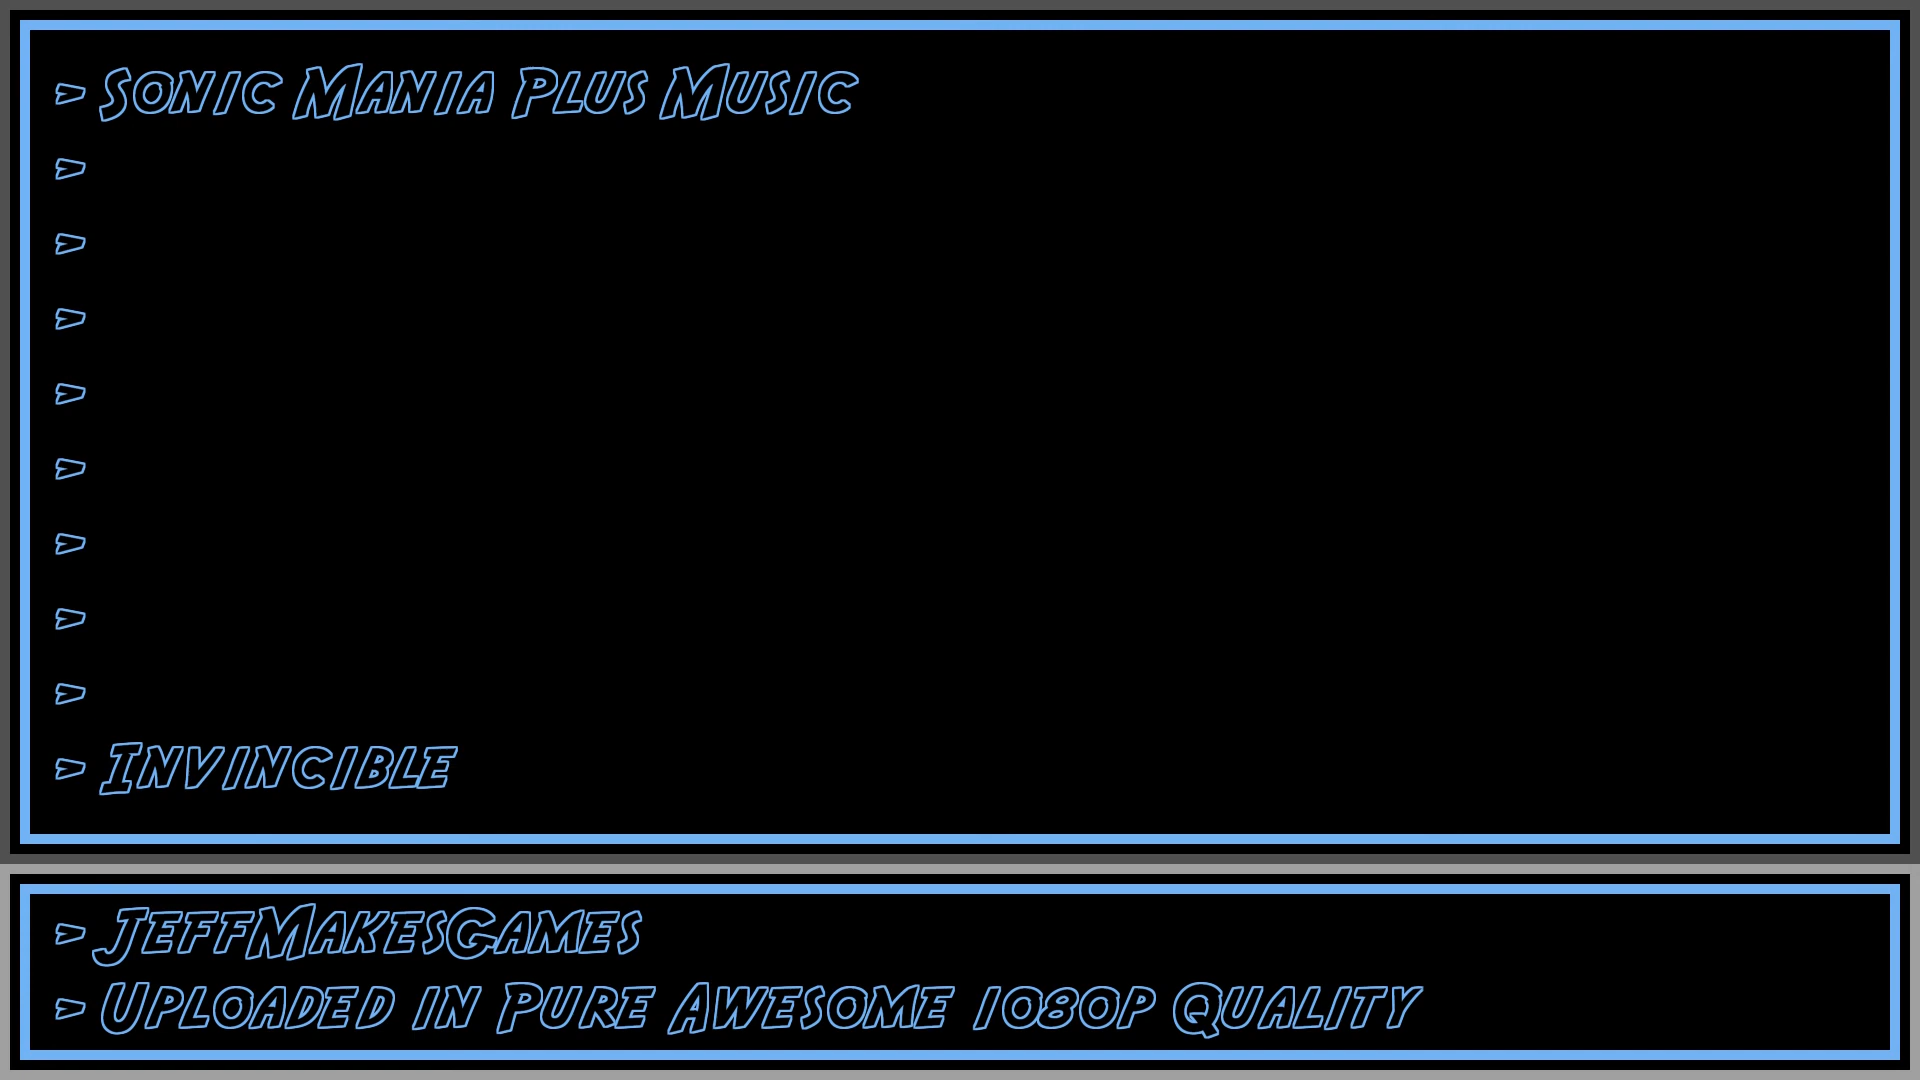 > Sonic Mania Plus Music
>
>
>
>
>
>
>
>
> Invincible
> JeffMakesGames
> Uploaded in Pure Awesome 1080p Quality